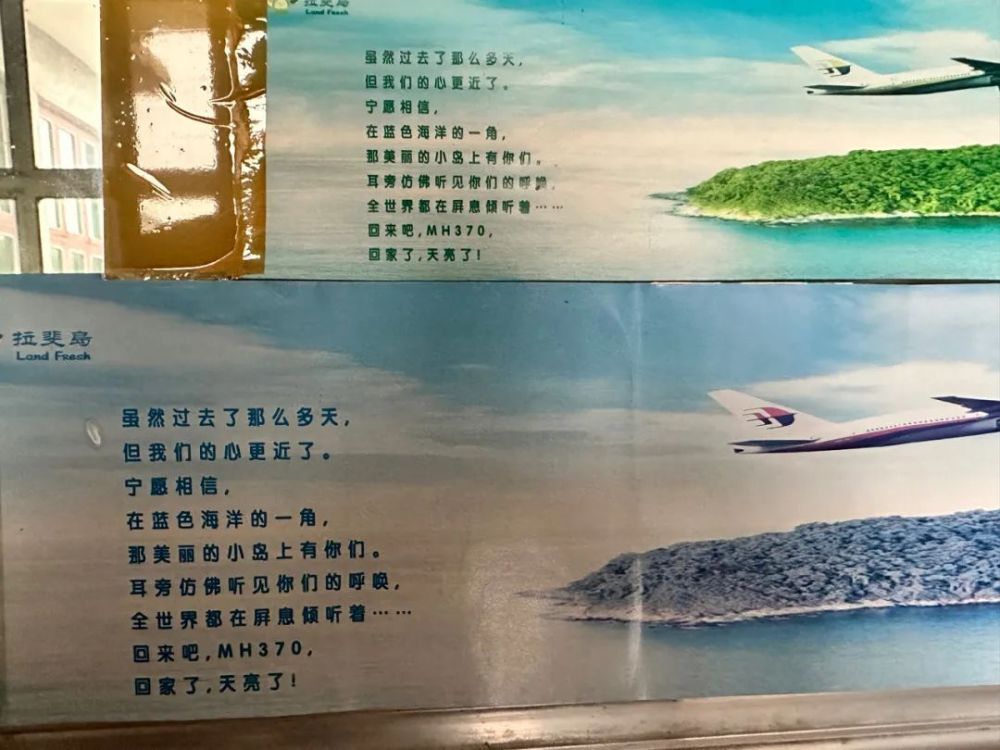 拉斐岛
Land Fresh
虽然过去了那么多天，
但我们的心更近了。
宁愿相信，
在蓝色海洋的一角，
那美丽的小岛上有你们。
耳旁仿佛听见你们的呼唤，
全世界都在屏息倾听着……
回来吧，MH370，
回家了，天亮了！
拉斐岛
Land Fresh
虽然过去了那么多天，
但我们的心更近了。
宁愿相信，
在蓝色海洋的一角，
那美丽的小岛上有你们。
耳旁仿佛听见你们的呼唤，
全世界都在屏息倾听着……
回来吧，MH370，
回家了，天亮了！